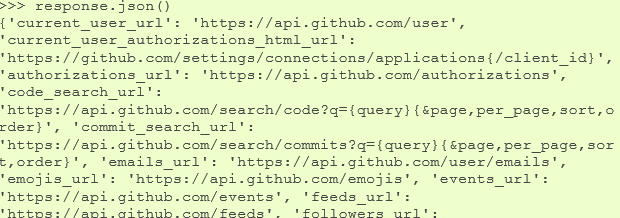 >>> response.json()
{'current_user_url': 'https://api.github.com/user',
'current_user_authorizations_html_url':
'https://github.com/settings/connections/applications{/client_id}',
'authorizations_url': 'https://api.github.com/authorizations',
'code_search_url':
'https://api.github.com/search/code?q={query}{&page,per_page,sort,o
rder}', 'commit_search_url':
'https://api.github.com/search/commits?q={query}{&page,per_page,sor
t,order}', 'emails_url': 'https://api.github.com/user/emails',
'emojis_url': 'https://api.github.com/emojis', 'events_url':
'https://api.github.com/events', 'feeds_url':
'https://api.github.com/feeds', 'followers_url':